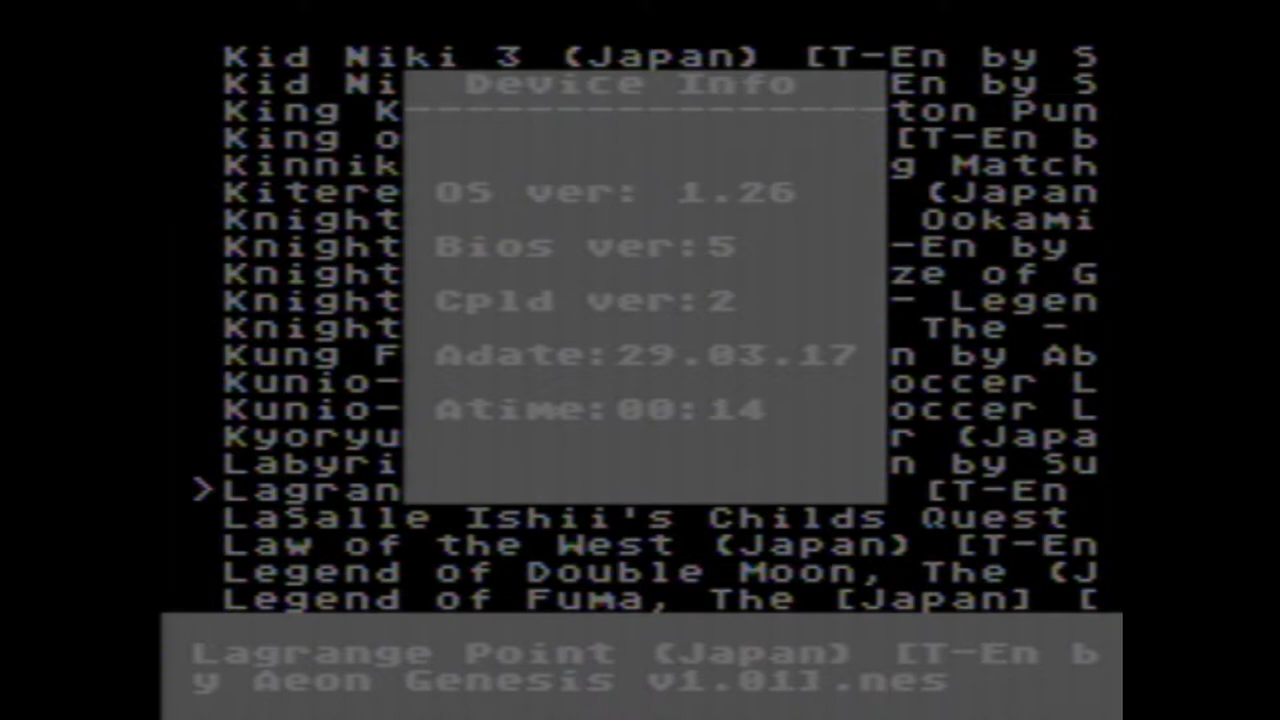 Kid Niki 3 (Japan) [T-En by S
Kid Ni
En by S
King K
ton Pun
King o
[T-En b
Kinnik
g Match
Kitere
(Japan
Knight
Ookami
Knight
-En by
Knight
ze of G
Knight
- Legen
Knight
The -
Kung F
n by Ab
Kunio-
occer L
Kunio-
occer L
Kyoryu
r (Japa
Labyri
n by Su
>Lagran
[T-En
LaSalle Ishii's Childs Quest
Law of the West (Japan) [T-En
Legend of Double Moon, The (J
Legend of Fuma, The [Japan] [
Device Info
----------------
OS ver: 1.26
Bios ver:5
Cpld ver:2
Adate:29.03.17
Atime:00:14
Lagrange Point (Japan) [T-En b
y Aeon Genesis v1.01].nes